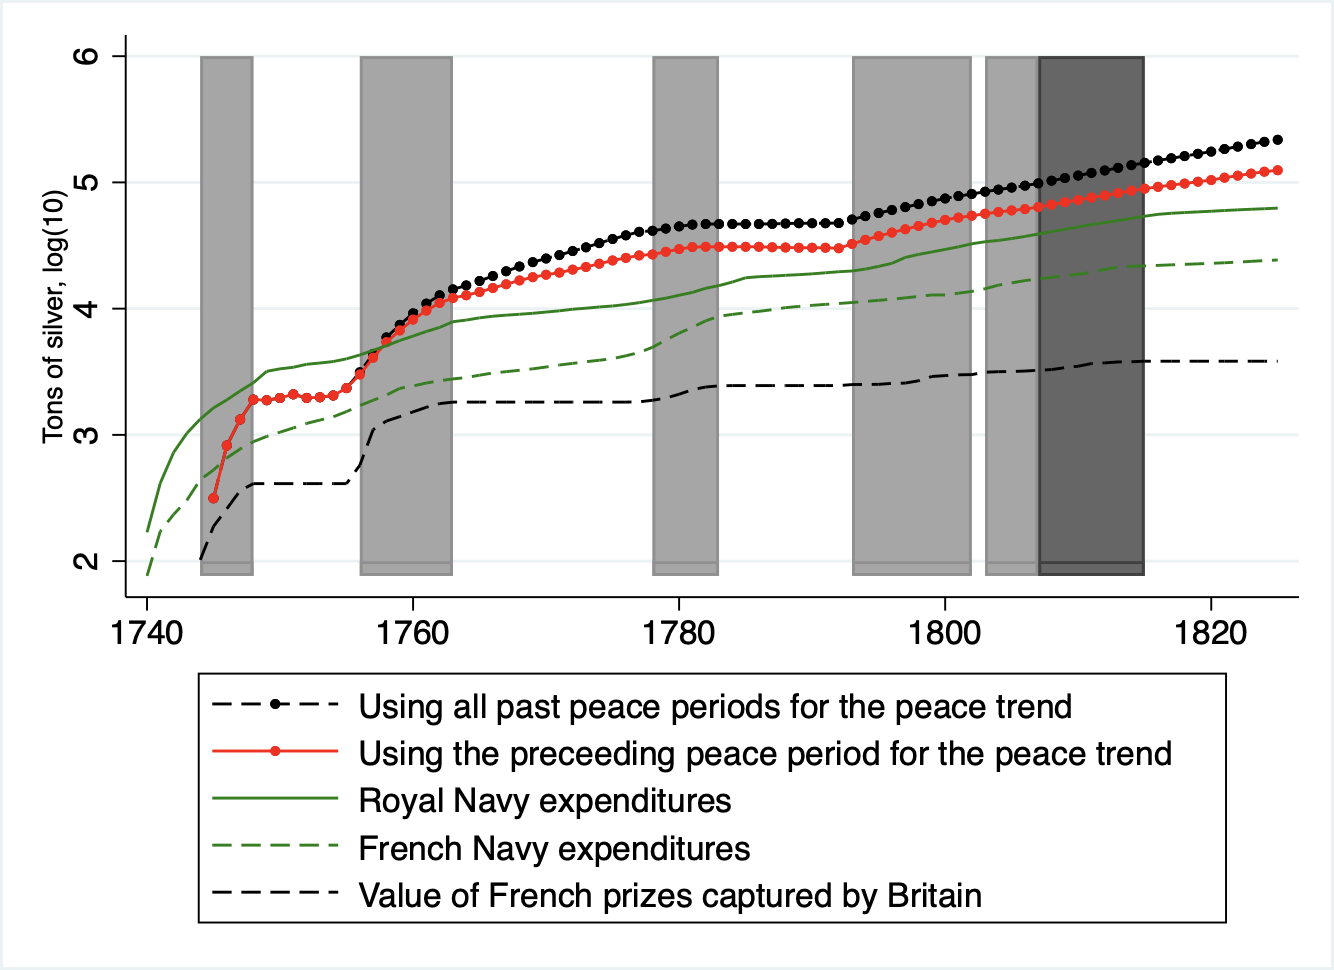 Tons of silver, log(10)
6
5
4
3
2
1740 1760 1780 1800 1820
Using all past peace periods for the peace trend
Using the preceeding peace period for the peace trend
Royal Navy expenditures
French Navy expenditures
Value of French prizes captured by Britain